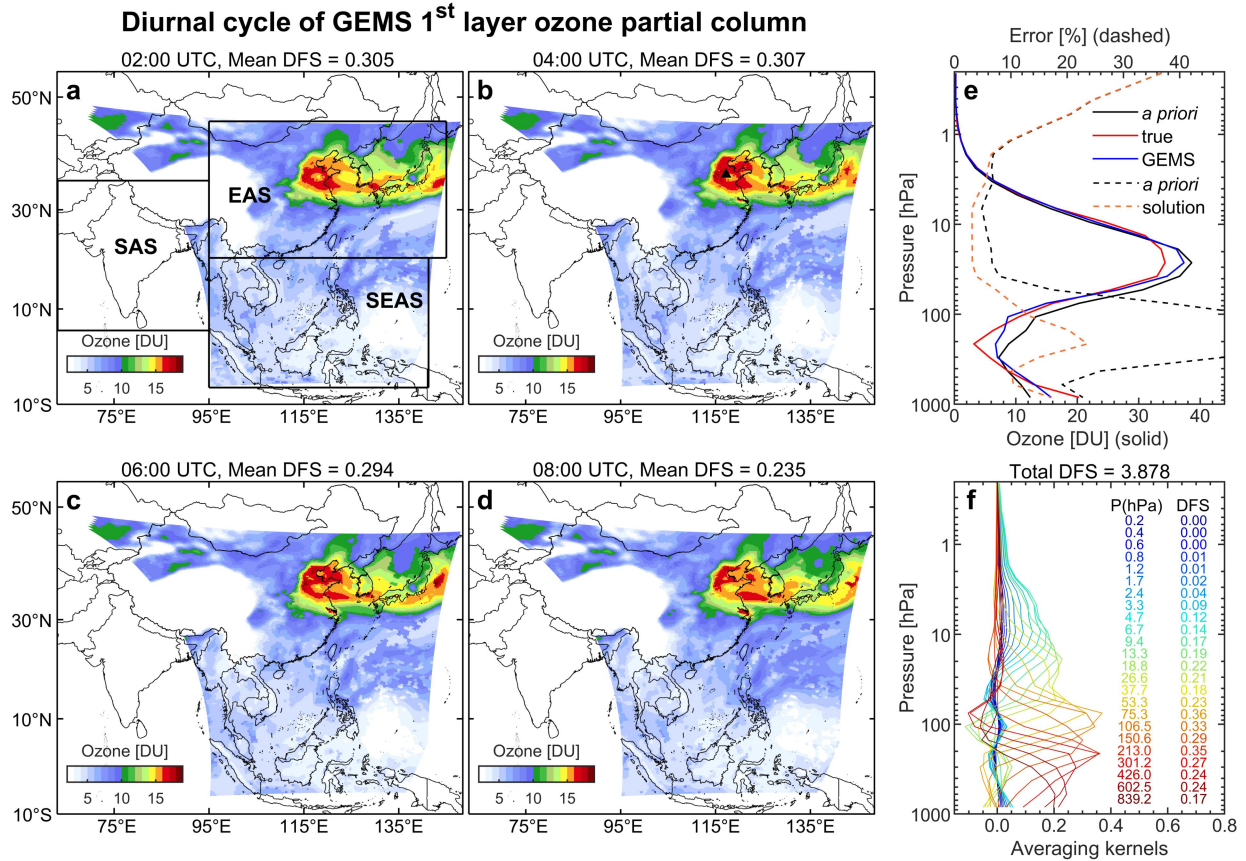 Diurnal cycle of GEMS 1st layer ozone partial column
02:00 UTC, Mean DFS = 0.305
a
50°N
30°N
10°N
10°S
EAS
SAS
SEAS
Ozone [DU]
5 10 15
75°E 95°E 115°E 135°E
04:00 UTC, Mean DFS = 0.307
b
Ozone [DU]
5 10 15
75°E 95°E 115°E 135°E
Error [%] (dashed)
0 10 20 30 40
e
a priori
true
GEMS
a priori
solution
Pressure [hPa]
1
10
100
1000
0 10 20 30 40
Ozone [DU] (solid)
06:00 UTC, Mean DFS = 0.294
c
50°N
30°N
10°N
10°S
Ozone [DU]
5 10 15
75°E 95°E 115°E 135°E
08:00 UTC, Mean DFS = 0.235
d
Ozone [DU]
5 10 15
75°E 95°E 115°E 135°E
Total DFS = 3.878
f
P(hPa) DFS
0.2 0.00
0.4 0.00
0.6 0.00
0.8 0.01
1.2 0.01
1.7 0.02
2.4 0.04
3.3 0.09
4.7 0.12
6.7 0.14
9.4 0.17
13.3 0.19
18.8 0.22
26.6 0.21
37.7 0.18
53.3 0.23
75.3 0.36
106.5 0.33
150.6 0.29
213.0 0.35
301.2 0.27
426.0 0.24
602.5 0.24
839.2 0.17
Pressure [hPa]
1
10
100
1000
0.0 0.2 0.4 0.6 0.8
Averaging kernels